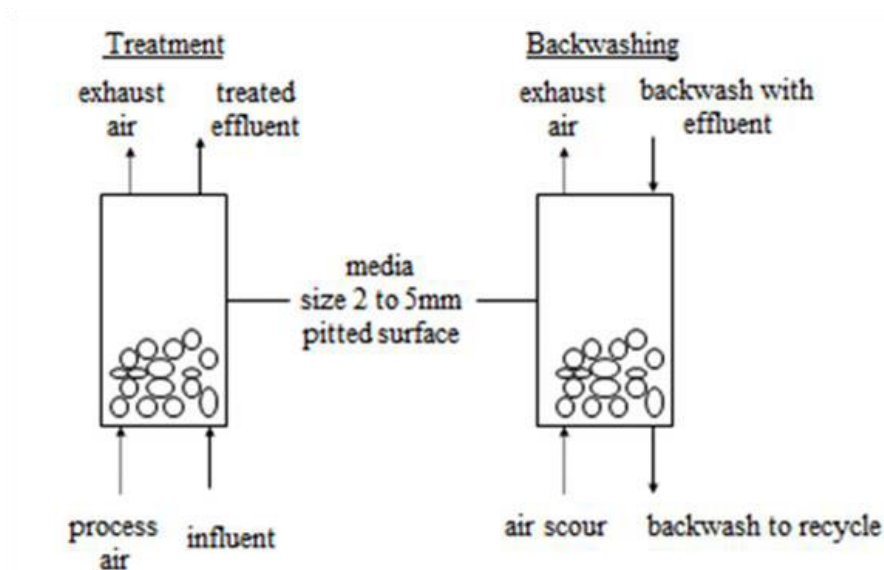 Treatment
exhaust
air
treated
effluent
Backwashing
exhaust
air
backwash with
effluent
media
size 2 to 5mm
pitted surface
process
air
influent
air scour
backwash to recycle